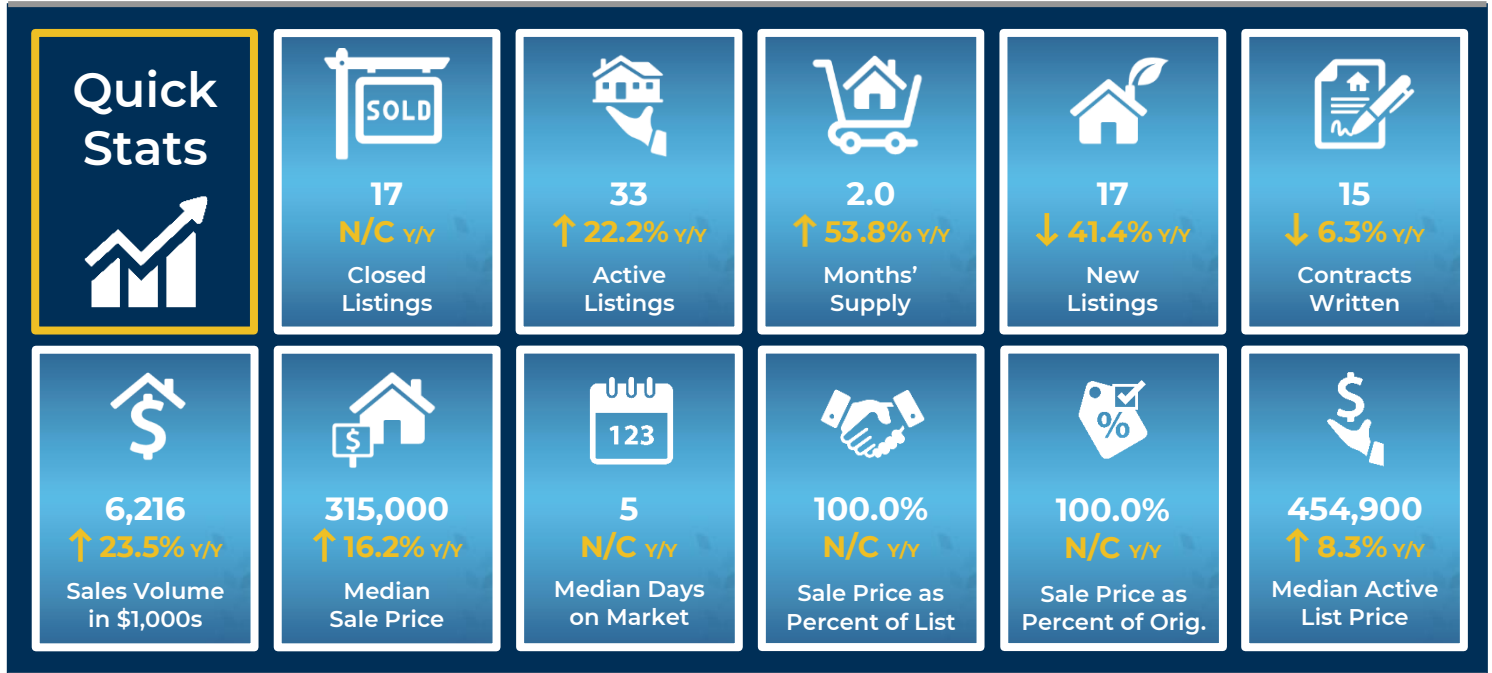 Quick
Stats
SOLD
17
N/C Y/Y
Closed
Listings
33
↑ 22.2% Y/Y
Active
Listings
2.0
↑ 53.8% Y/Y
Months’
Supply
17
↓ 41.4% Y/Y
New
Listings
15
↓ 6.3% Y/Y
Contracts
Written
$
6,216
↑ 23.5% Y/Y
Sales Volume
in $1,000s
$
315,000
↑ 16.2% Y/Y
Median
Sale Price
123
5
N/C Y/Y
Median Days
on Market
100.0%
N/C Y/Y
Sale Price as
Percent of List
%
100.0%
N/C Y/Y
Sale Price as
Percent of Orig.
$
454,900
↑ 8.3% Y/Y
Median Active
List Price